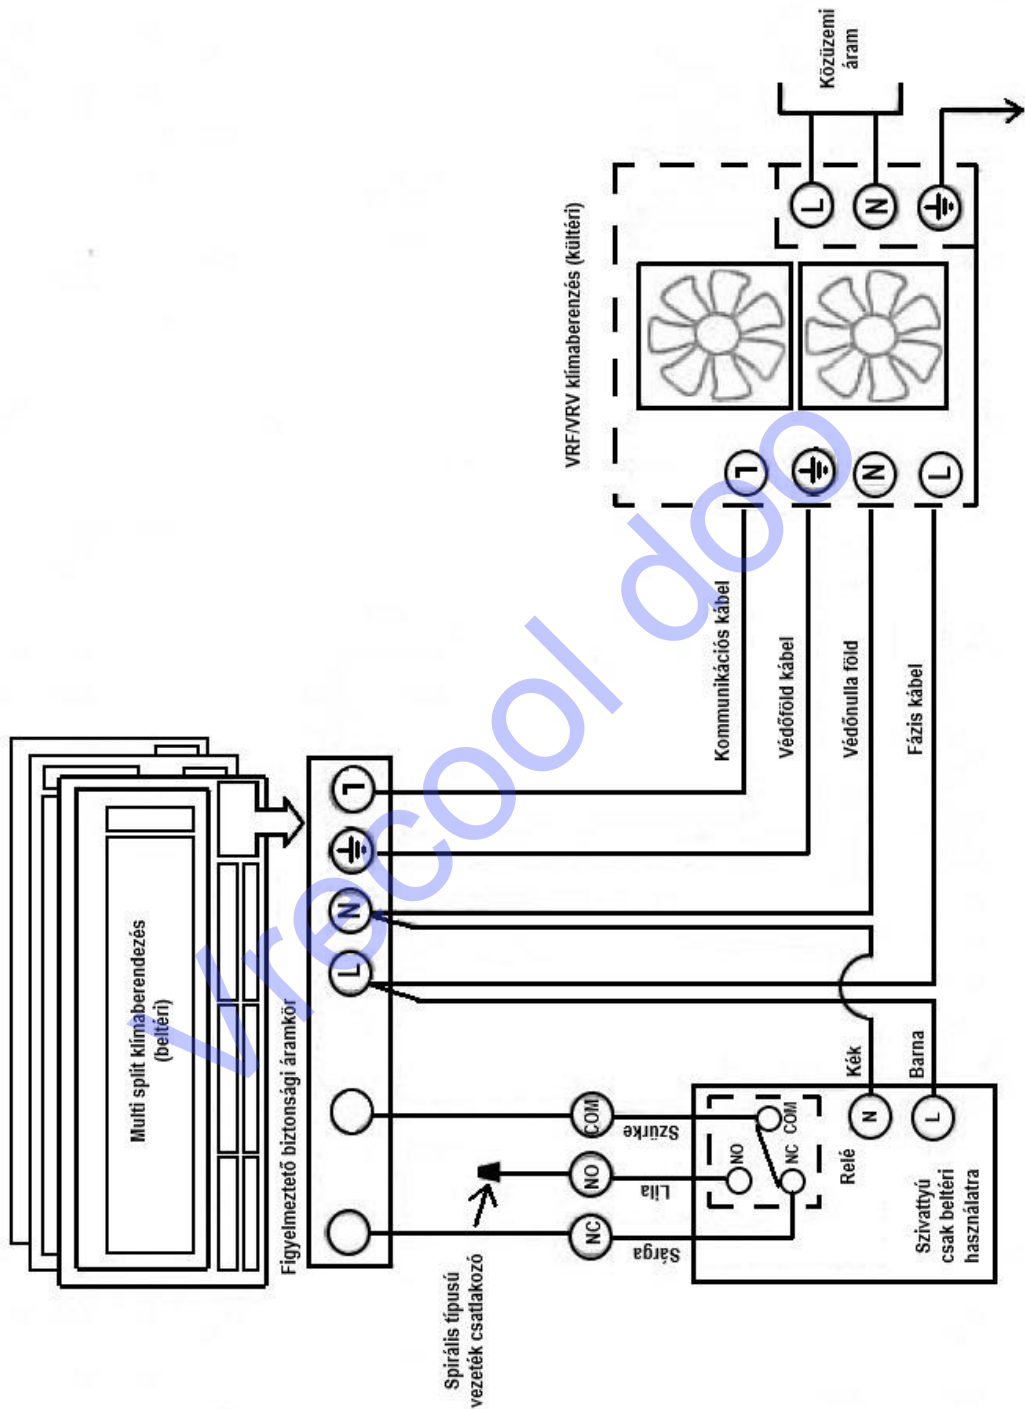 Közüzemi
áram
L
N
VRF/VRV klímaberenzés (kültéri)
L
N
L
Kommunikációs kábel
Védőföld kábel
Védőnulla föld
Fázis kábel
Multi split klímaberendezés
(beltéri)
Figyelmeztető biztonsági áramkör
L
N
L
Kék
Barna
COM
NO
NC
Szürke
Lila
Sárga
NO
COM
NC
Relé
N
L
Szivattyú
csak beltéri
használatra
Spirális típusú
vezeték csatlakozó
Vrecool doo